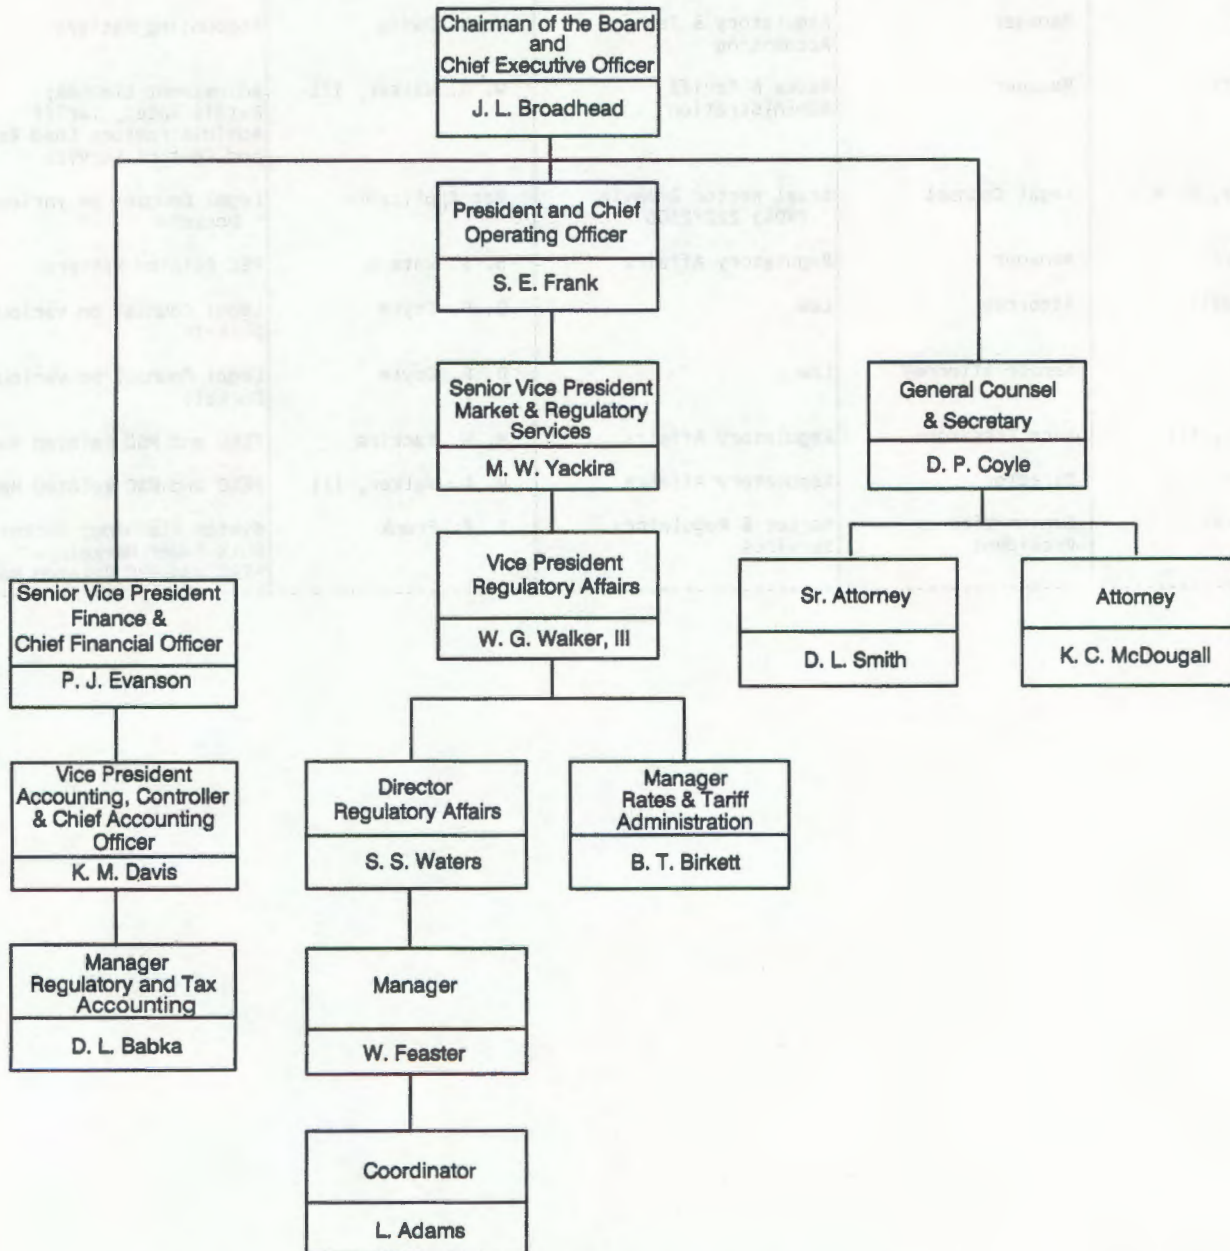 Chairman of the Board
and
Chief Executive Officer
J. L. Broadhead
President and Chief
Operating Officer
S. E. Frank
Senior Vice President
Market & Regulatory
Services
M. W. Yackira
General Counsel
& Secretary
D. P. Coyle
Vice President
Regulatory Affairs
W. G. Walker, III
Sr. Attorney
D. L. Smith
Attorney
K. C. McDougall
Senior Vice President
Finance &
Chief Financial Officer
P. J. Evanson
Vice President
Accounting, Controller
& Chief Accounting
Officer
K. M. Davis
Director
Regulatory Affairs
S. S. Waters
Manager
Rates & Tariff
Administration
B. T. Birkett
Manager
Regulatory and Tax
Accounting
D. L. Babka
Manager
W. Feaster
Coordinator
L. Adams